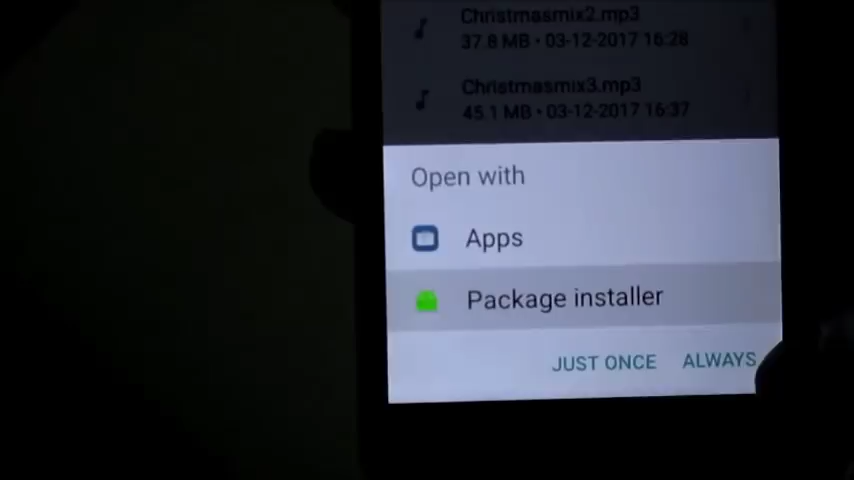 Christmasmix2.mp3
37.8 MB • 03-12-2017 16:28
Christmasmix3.mp3
45.1 MB • 03-12-2017 16:37
Open with
Apps
Package installer
JUST ONCE ALWAYS